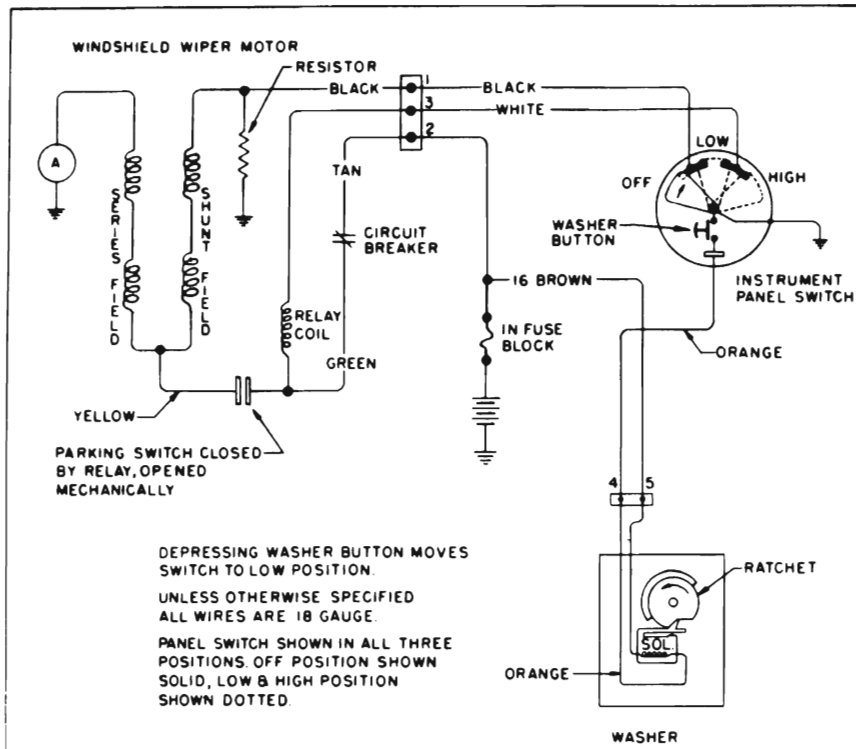 WINDSHIELD WIPER MOTOR
RESISTOR
BLACK
1
BLACK
3
WHITE
2
A
LOW
OFF
HIGH
TAN
SERIES FIELD
SHUNT FIELD
CIRCUIT
BREAKER
WASHER
BUTTON
INSTRUMENT
PANEL SWITCH
16 BROWN
RELAY
COIL
IN FUSE
BLOCK
ORANGE
GREEN
YELLOW
PARKING SWITCH CLOSED
BY RELAY, OPENED
MECHANICALLY
4 5
DEPRESSING WASHER BUTTON MOVES
SWITCH TO LOW POSITION.
UNLESS OTHERWISE SPECIFIED
ALL WIRES ARE 18 GAUGE.
PANEL SWITCH SHOWN IN ALL THREE
POSITIONS. OFF POSITION SHOWN
SOLID, LOW & HIGH POSITION
SHOWN DOTTED.
RATCHET
SOL.
ORANGE
WASHER